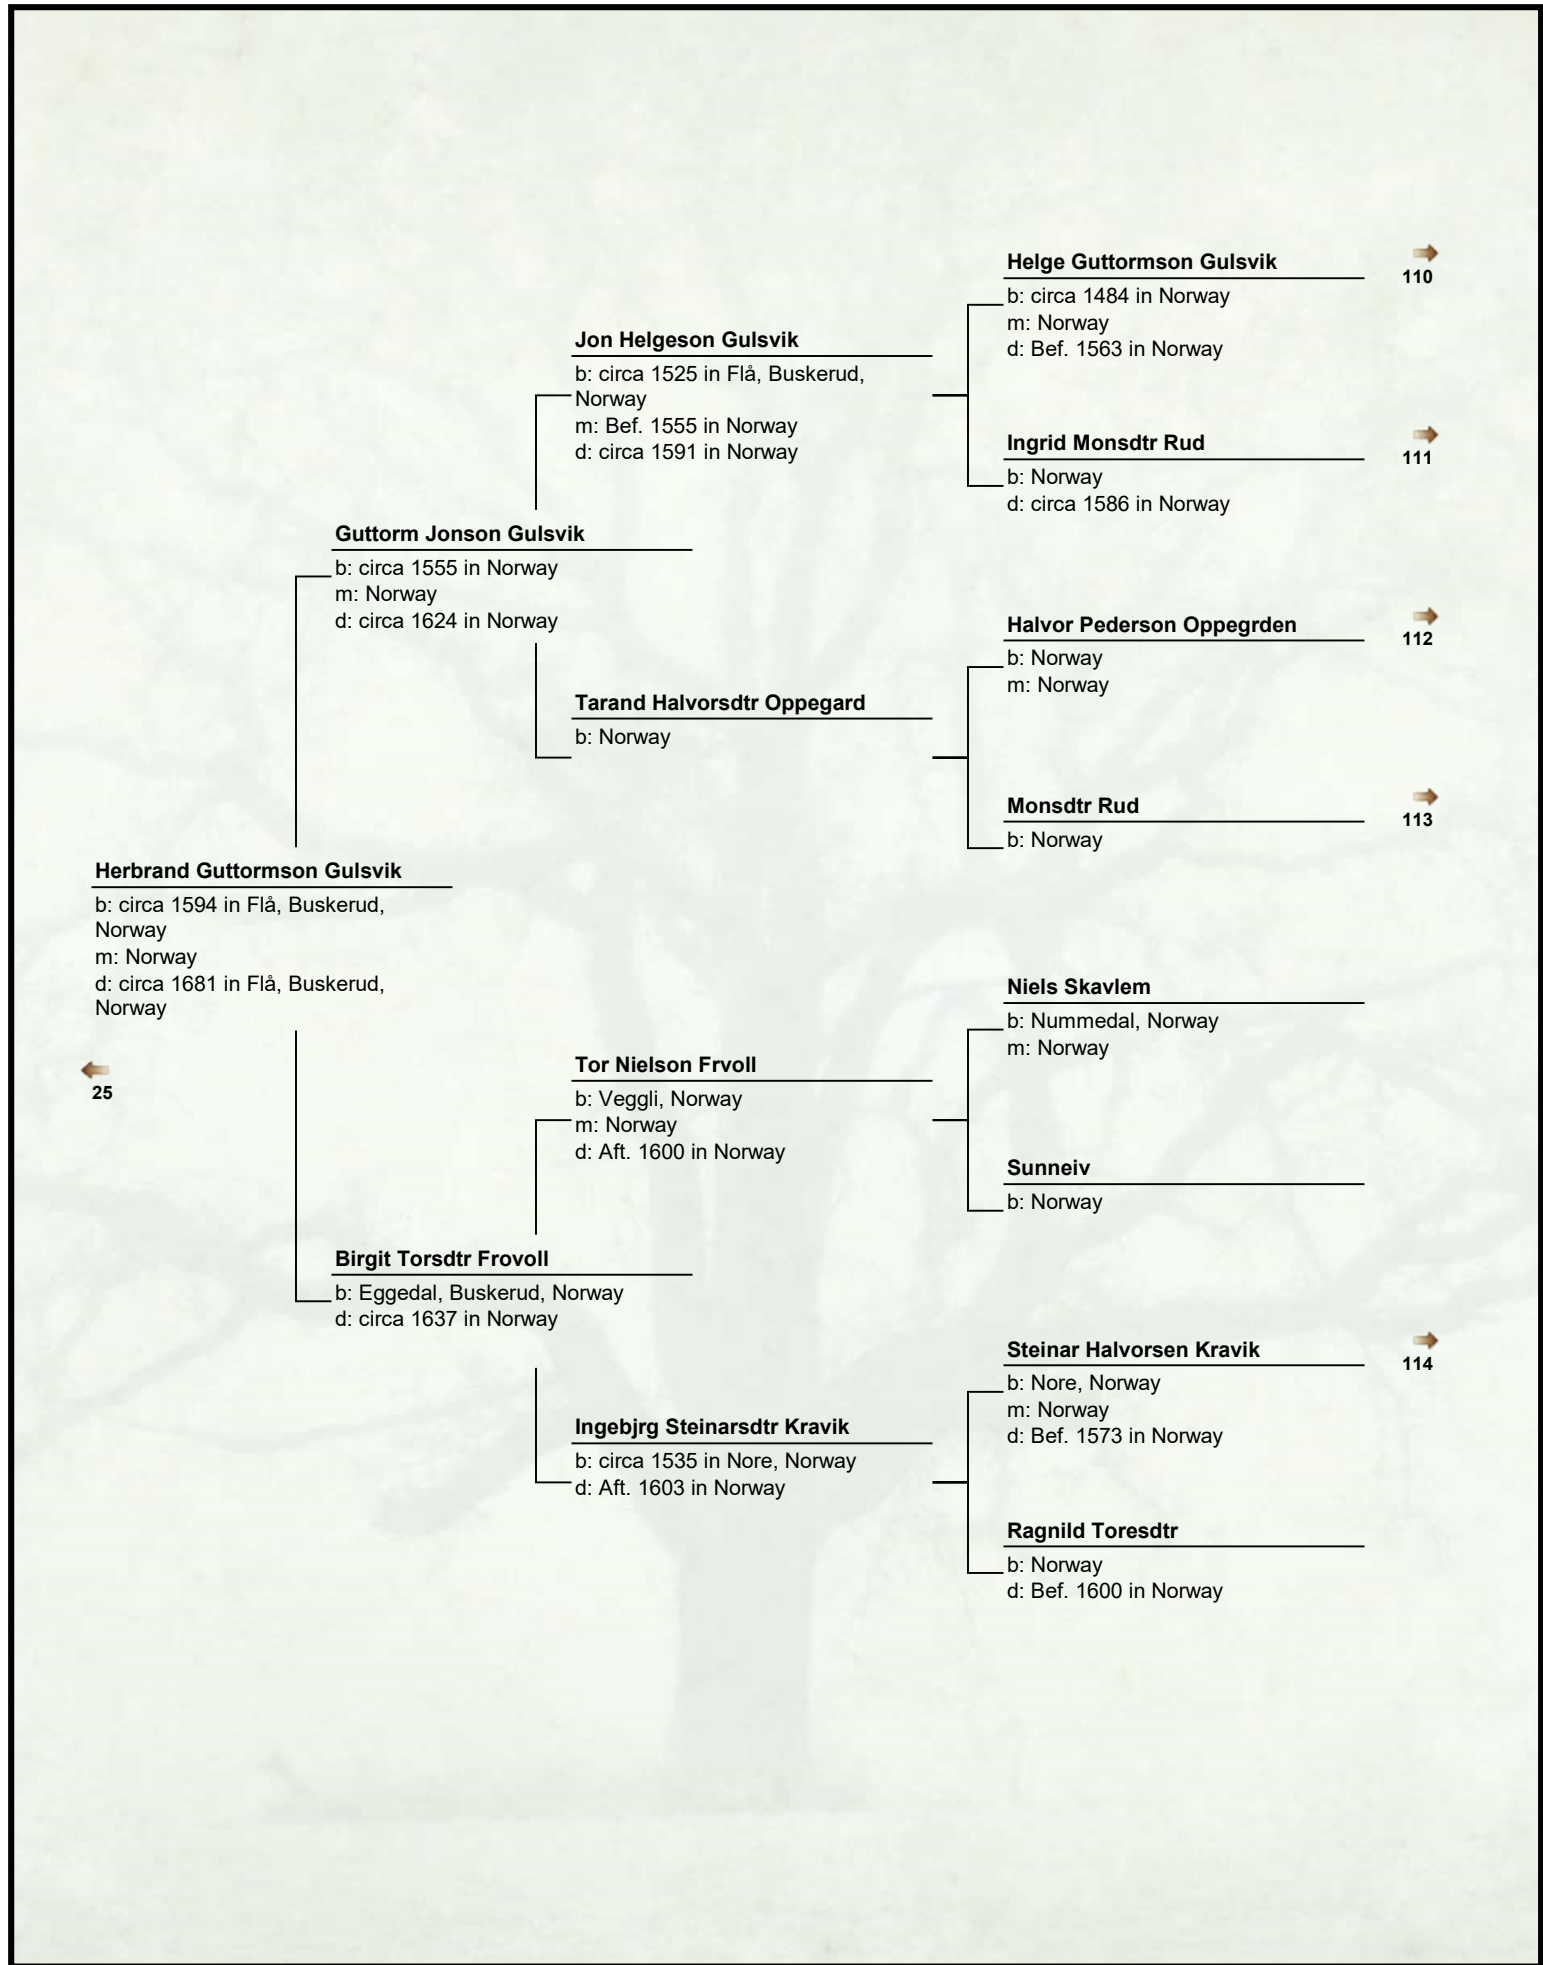 Helge Guttormson Gulsvik
110
b: circa 1484 in Norway
m: Norway
d: Bef. 1563 in Norway
Jon Helgeson Gulsvik
b: circa 1525 in Flå, Buskerud,
Norway
m: Bef. 1555 in Norway
d: circa 1591 in Norway
Ingrid Monsdtr Rud
111
b: Norway
d: circa 1586 in Norway
Guttorm Jonson Gulsvik
b: circa 1555 in Norway
m: Norway
d: circa 1624 in Norway
Halvor Pederson Oppegrden
112
b: Norway
m: Norway
Tarand Halvorsdtr Oppegard
b: Norway
Monsdtr Rud
113
b: Norway
Herbrand Guttormson Gulsvik
b: circa 1594 in Flå, Buskerud,
Norway
m: Norway
d: circa 1681 in Flå, Buskerud,
Norway
25
Niels Skavlem
b: Nummedal, Norway
m: Norway
Tor Nielson Frvoll
b: Veggli, Norway
m: Norway
d: Aft. 1600 in Norway
Sunneiv
b: Norway
Birgit Torsdtr Frovoll
b: Eggedal, Buskerud, Norway
d: circa 1637 in Norway
Steinar Halvorsen Kravik
114
b: Nore, Norway
m: Norway
d: Bef. 1573 in Norway
Ingebjrg Steinarsdtr Kravik
b: circa 1535 in Nore, Norway
d: Aft. 1603 in Norway
Ragnild Toresdtr
b: Norway
d: Bef. 1600 in Norway